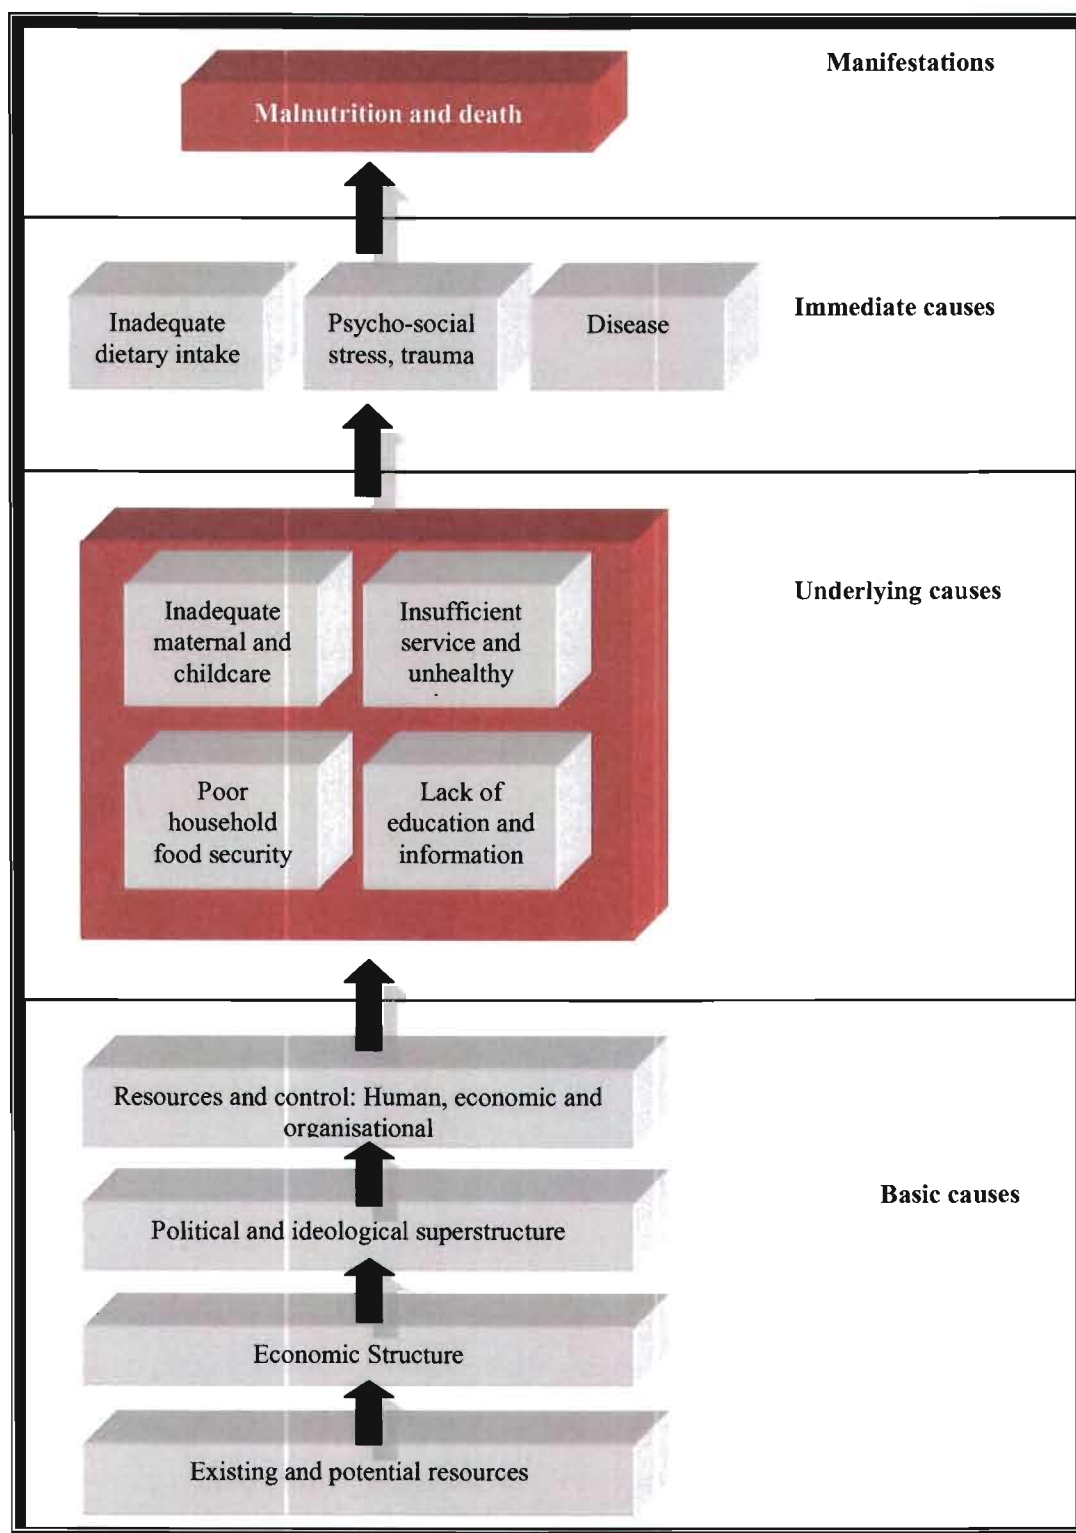 Manifestations
Malnutrition and death
Immediate causes
Inadequate
dietary intake
Psycho-social
stress, trauma
Disease
Underlying causes
Inadequate
maternal and
childcare
Insufficient
service and
unhealthy
Poor
household
food security
Lack of
education and
information
Resources and control: Human, economic and
organisational
Basic causes
Political and ideological superstructure
Economic Structure
Existing and potential resources